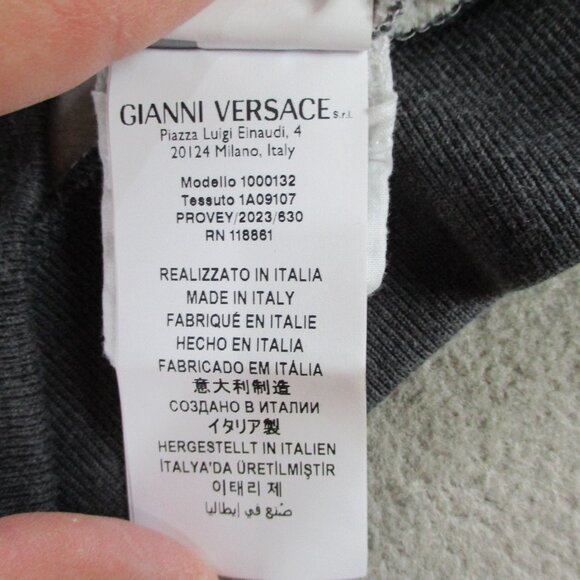 GIANNI VERSACE s.r.l.
Piazza Luigi Einaudi, 4
20124 Milano, Italy
Modello 1000132
Tessuto 1A09107
PROVEY/2023/630
RN 118861
REALIZZATO IN ITALIA
MADE IN ITALY
FABRIQUÉ EN ITALIE
HECHO EN ITALIA
FABRICADO EM ITÁLIA
意大利制造
СОЗДАНО В ИТАЛИИ
イタリア製
HERGESTELLT IN ITALIEN
İTALYA'DA ÜRETİLMİŞTİR
이태리 제
صنع في إيطاليا